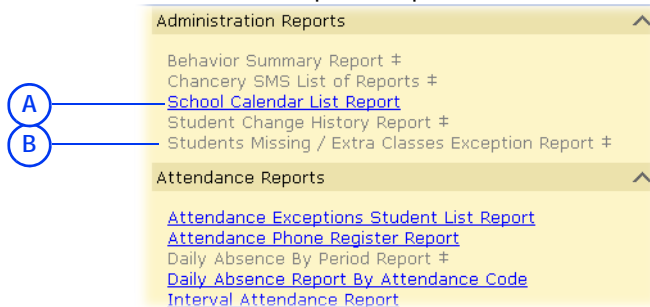 Administration Reports
Behavior Summary Report ‡
Chancery SMS List of Reports ‡
A
School Calendar List Report
Student Change History Report ‡
B
Students Missing / Extra Classes Exception Report ‡
Attendance Reports
Attendance Exceptions Student List Report
Attendance Phone Register Report
Daily Absence By Period Report ‡
Daily Absence Report By Attendance Code
Interval Attendance Report